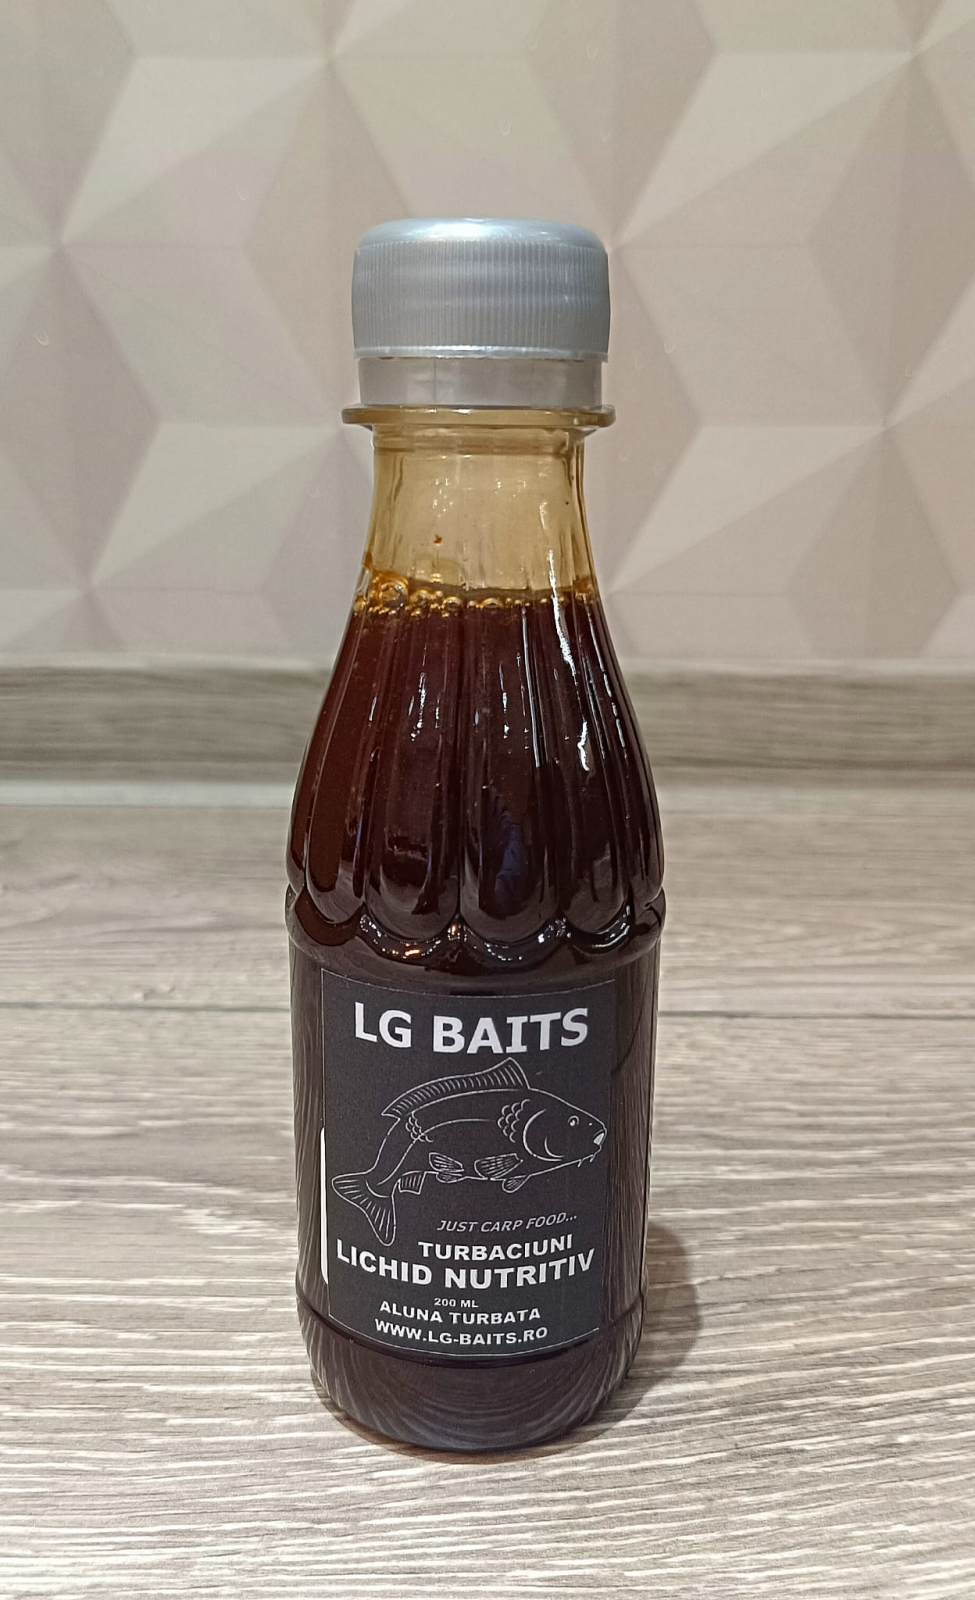 LG BAITS
JUST CARP FOOD...
TURBACIUNI
LICHID NUTRITIV
200 ML
ALUNA TURBATA
WWW.LG-BAITS.RO